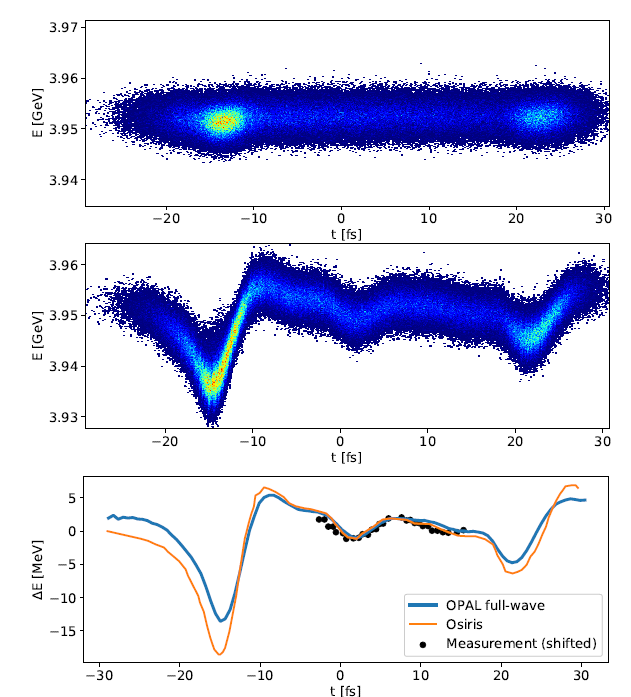 3.97
3.96
3.95
3.94
E [GeV]
−20 −10 0 10 20 30
t [fs]
3.96
3.95
3.94
3.93
E [GeV]
−20 −10 0 10 20 30
t [fs]
5
0
−5
−10
−15
ΔE [MeV]
OPAL full-wave
Osiris
Measurement (shifted)
−30 −20 −10 0 10 20 30
t [fs]